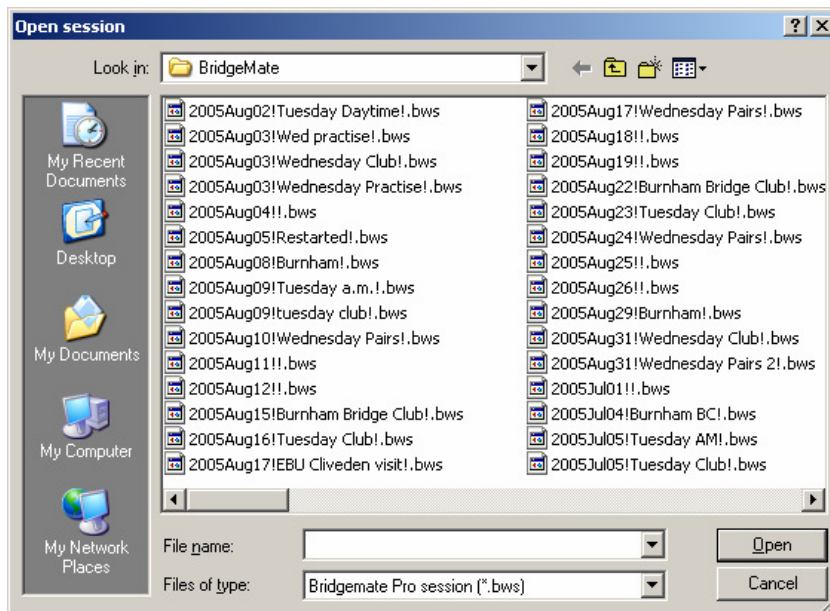 Open session
Look in: BridgeMate
My Recent
Documents
Desktop
My Documents
My Computer
My Network
Places
2005Aug02!Tuesday Daytime!.bws
2005Aug03!Wed practise!.bws
2005Aug03!Wednesday Club!.bws
2005Aug03!Wednesday Practise!.bws
2005Aug04!!.bws
2005Aug05!Restarted!.bws
2005Aug08!Burnham!.bws
2005Aug09!Tuesday a.m.!.bws
2005Aug09!tuesday club!.bws
2005Aug10!Wednesday Pairs!.bws
2005Aug11!!.bws
2005Aug12!!.bws
2005Aug15!Burnham Bridge Club!.bws
2005Aug16!Tuesday Club!.bws
2005Aug17!EBU Cliveden visit!.bws
2005Aug17!Wednesday Pairs!.bws
2005Aug18!!.bws
2005Aug19!!.bws
2005Aug22!Burnham Bridge Club!.bws
2005Aug23!Tuesday Club!.bws
2005Aug24!Wednesday Pairs!.bws
2005Aug25!!.bws
2005Aug26!!.bws
2005Aug29!Burnham!.bws
2005Aug31!Wednesday Club!.bws
2005Aug31!Wednesday Pairs 2!.bws
2005Jul01!!.bws
2005Jul04!Burnham BC!.bws
2005Jul05!Tuesday AM!.bws
2005Jul05!Tuesday Club!.bws
File name:
Open
Files of type: Bridgemate Pro session (*.bws)
Cancel